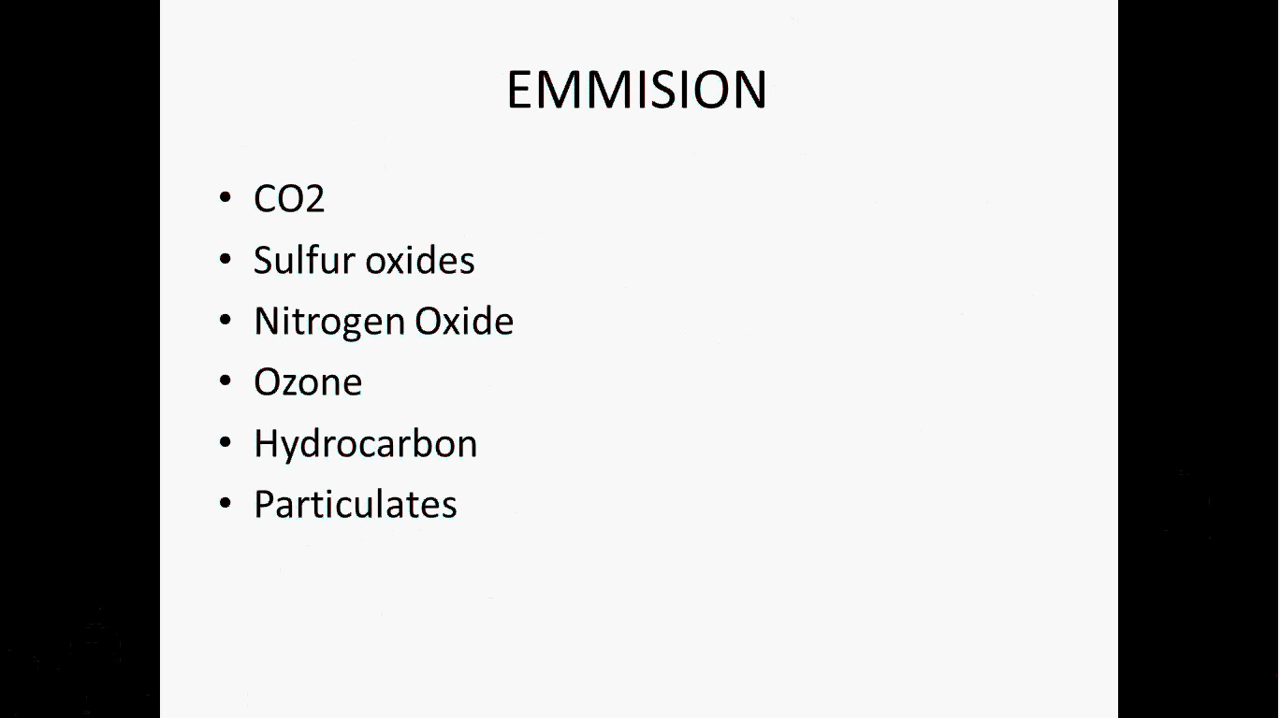 EMMISION
• CO2
• Sulfur oxides
• Nitrogen Oxide
• Ozone
• Hydrocarbon
• Particulates